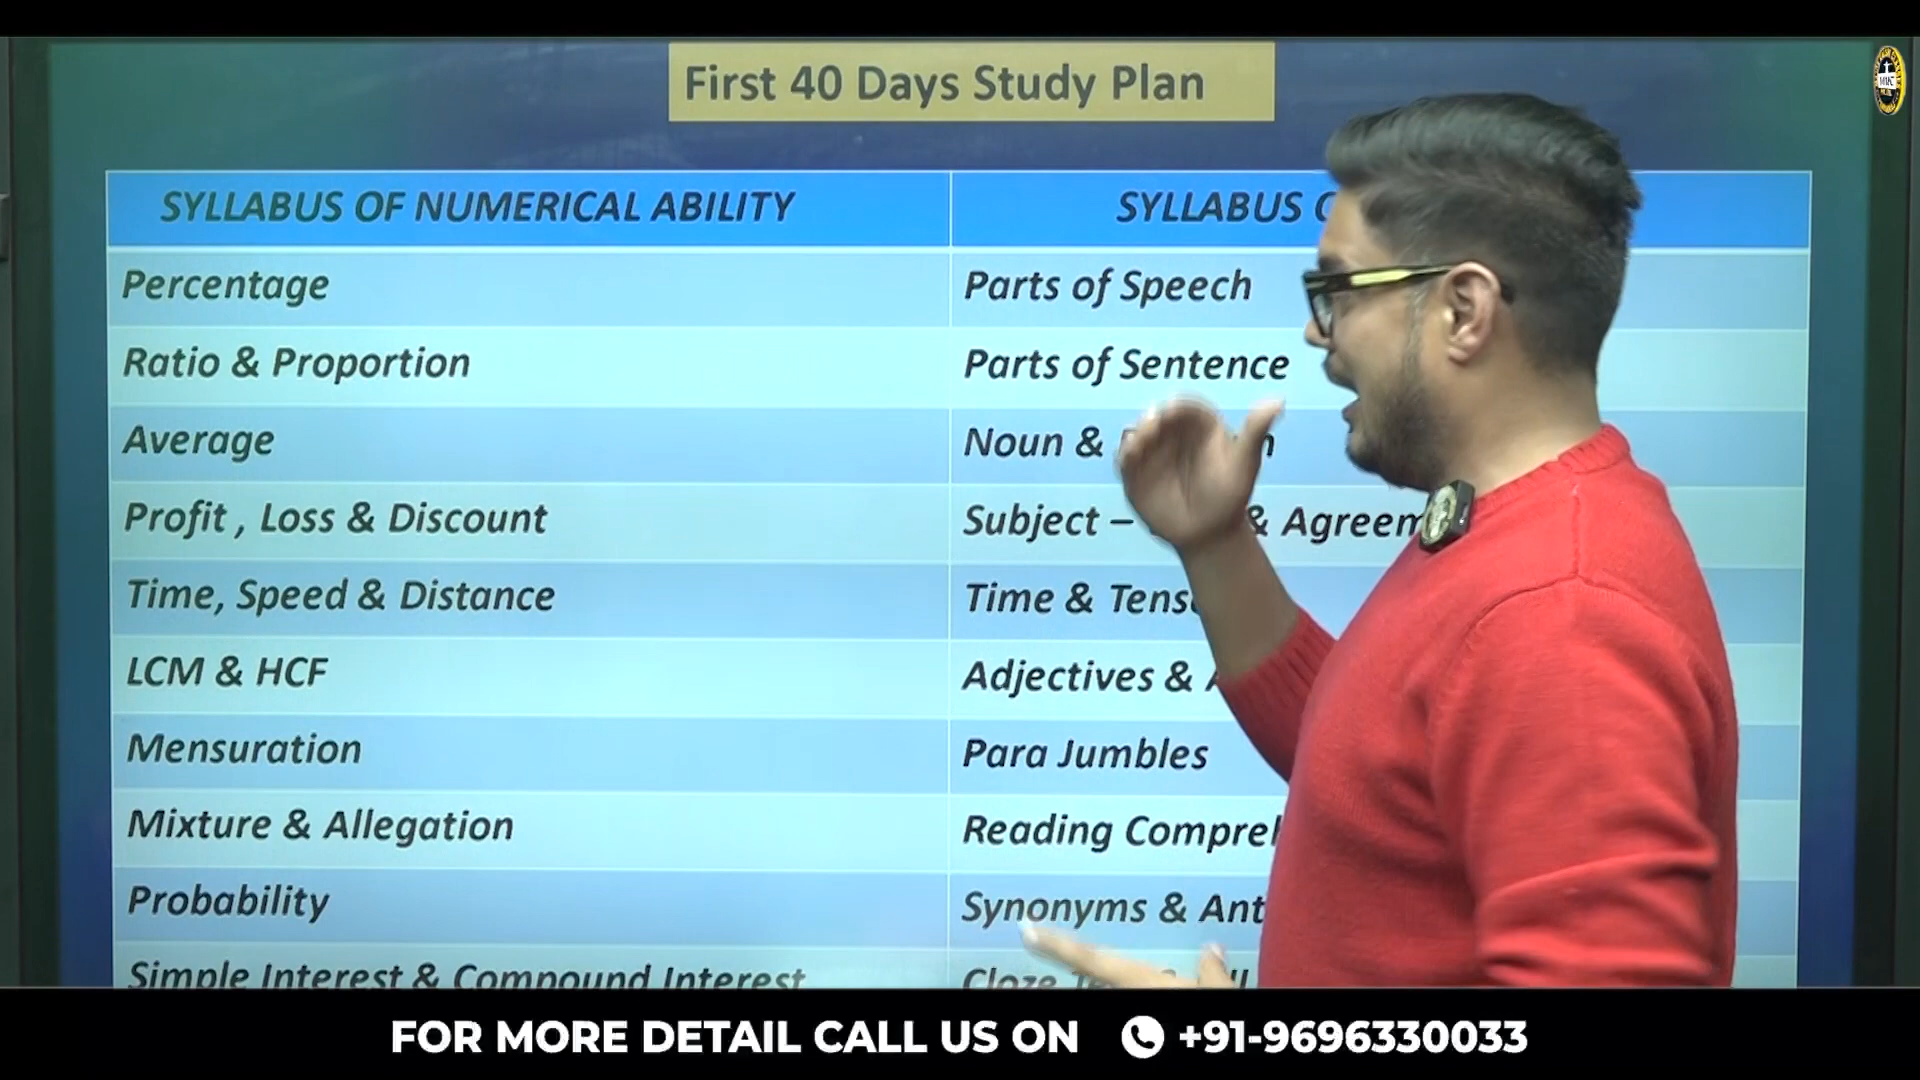 First 40 Days Study Plan
SYLLABUS OF NUMERICAL ABILITY
SYLLABUS
Percentage
Parts of Speech
Ratio & Proportion
Parts of Sentence
Average
Noun &
Profit , Loss & Discount
Subject – & Agreem
Time, Speed & Distance
Time & Tens
LCM & HCF
Adjectives &
Mensuration
Para Jumbles
Mixture & Allegation
Reading Compre
Probability
Synonyms & Ant
Simple Interest & Compound Interest
Cloze
FOR MORE DETAIL CALL US ON +91-9696330033